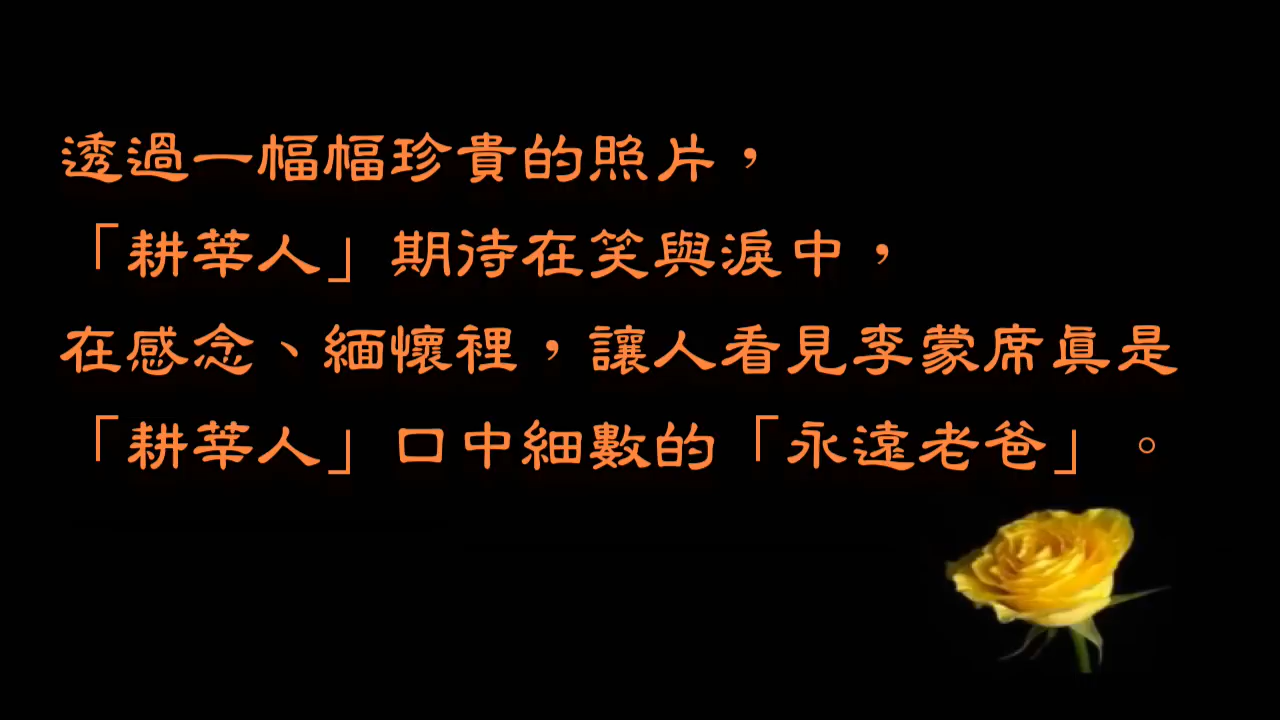 透過一幅幅珍貴的照片，
「耕莘人」期待在笑與淚中，
在感念、緬懷裡，讓人看見李蒙席真是
「耕莘人」口中細數的「永遠老爸」。